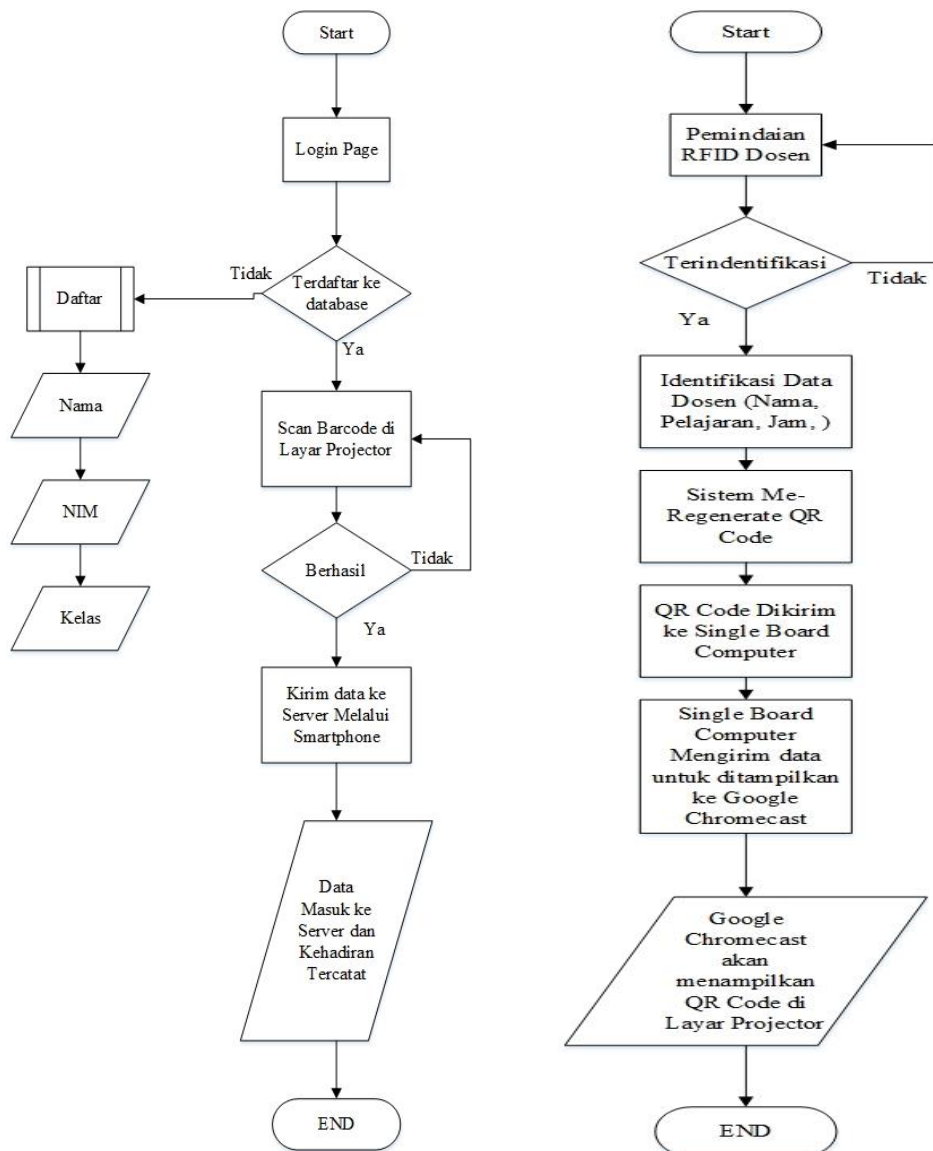 Start
Login Page
Terdaftar ke
database
Tidak
Daftar
Nama
NIM
Kelas
Ya
Scan Barcode di
Layar Projector
Berhasil
Tidak
Ya
Kirim data ke
Server Melalui
Smartphone
Data
Masuk ke
Server dan
Kehadiran
Tercatat
END
Start
Pemindaian
RFID Dosen
Terindentifikasi
Tidak
Ya
Identifikasi Data
Dosen (Nama,
Pelajaran, Jam, )
Sistem Me-
Regenerate QR
Code
QR Code Dikirim
ke Single Board
Computer
Single Board
Computer
Mengirim data
untuk ditampilkan
ke Google
Chromecast
Google
Chromecast
akan
menampilkan
QR Code di
Layar Projector
END